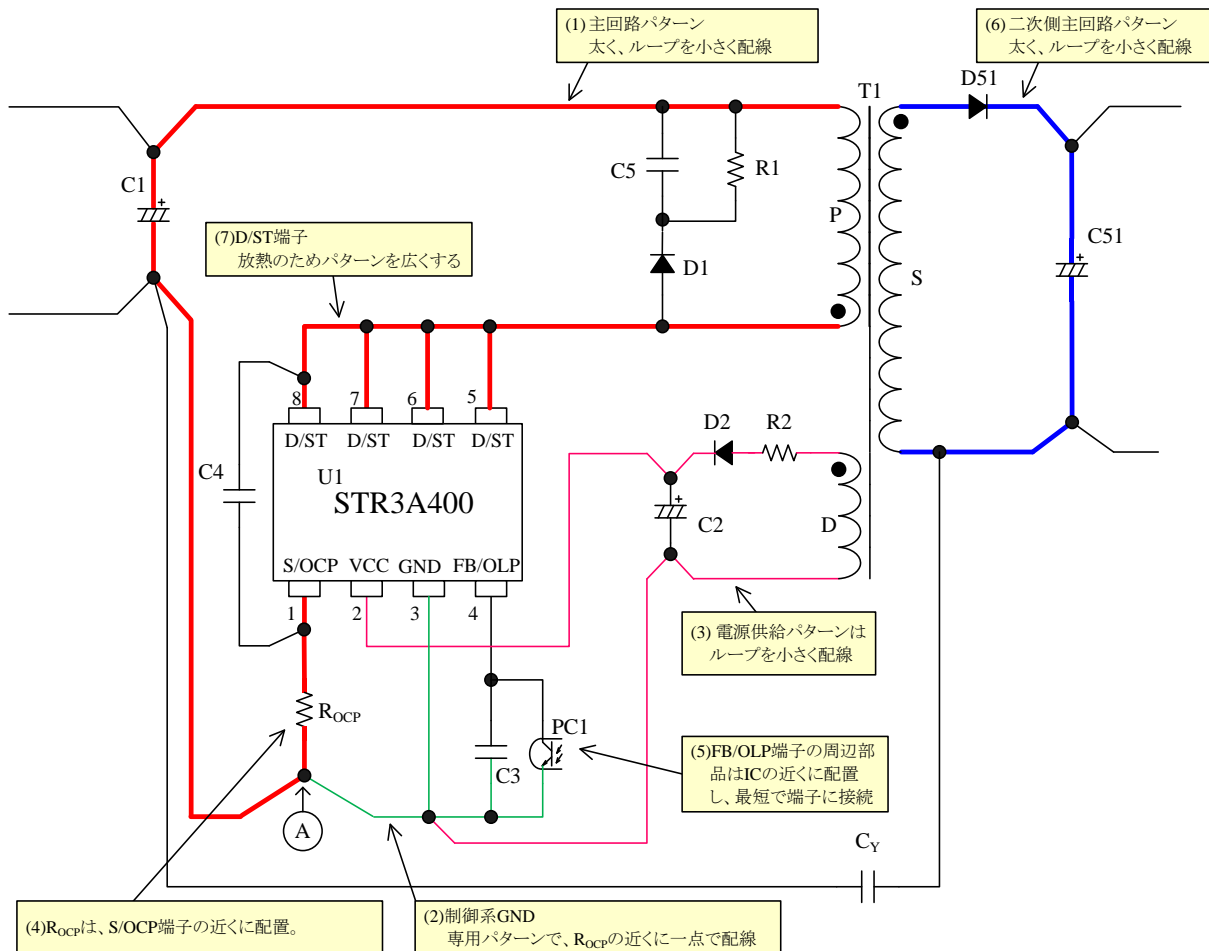 (1)主回路パターン
太く、ループを小さく配線
(6)二次側主回路パターン
太く、ループを小さく配線
D51
T1
C1
C5
R1
P
S
C51
(7)D/ST端子
放熱のためパターンを広くする
D1
8
7
6
5
D/ST
D/ST
D/ST
D/ST
C4
U1
STR3A400
D2
R2
C2
D
S/OCP
VCC
GND
FB/OLP
1
2
3
4
(3) 電源供給パターンは
ループを小さく配線
ROCP
PC1
C3
(5)FB/OLP端子の周辺部
品はICの近くに配置
し、最短で端子に接続
A
CY
(4)ROCPは、S/OCP端子の近くに配置。
(2)制御系GND
専用パターンで、ROCPの近くに一点で配線